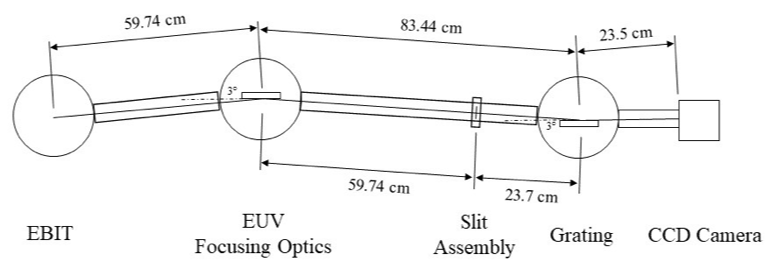 59.74 cm
83.44 cm
23.5 cm
3°
3°
59.74 cm
23.7 cm
EBIT
EUV
Focusing Optics
Slit
Assembly
Grating
CCD Camera